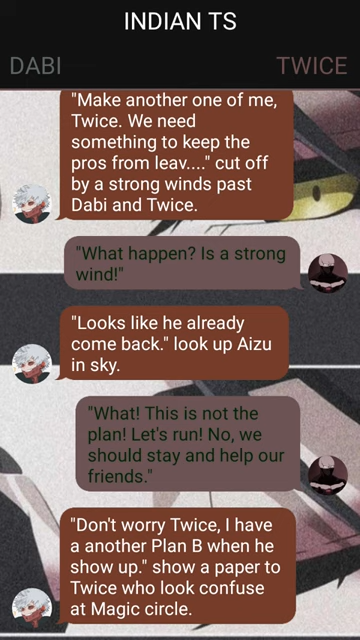 INDIAN TS
DABI
TWICE
"Make another one of me,
Twice. We need
something to keep the
pros from leav...." cut off
by a strong winds past
Dabi and Twice.
"What happen? Is a strong
wind!"
"Looks like he already
come back." look up Aizu
in sky.
"What! This is not the
plan! Let's run! No, we
should stay and help our
friends."
"Don't worry Twice, I have
a another Plan B when he
show up." show a paper to
Twice who look confuse
at Magic circle.